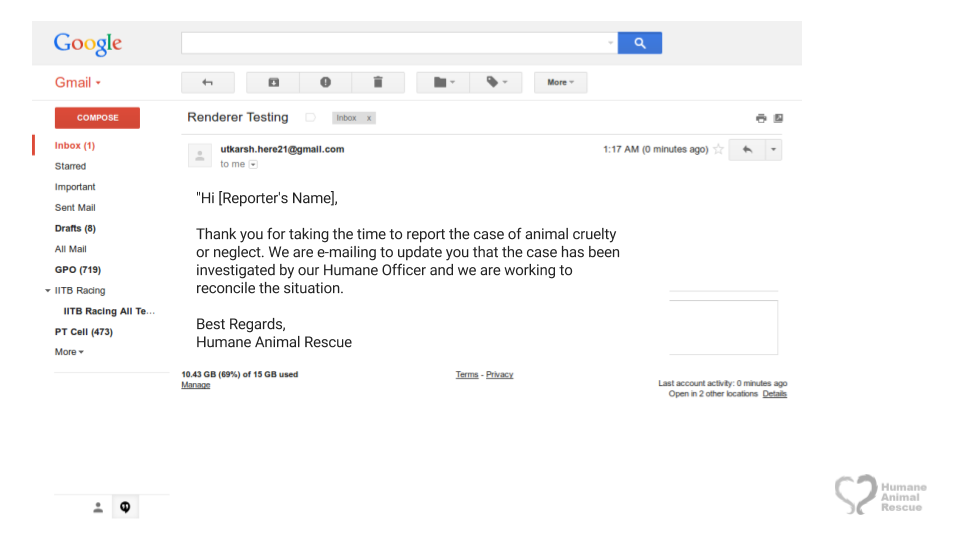 Google
Gmail
More
COMPOSE
Renderer Testing
Inbox x
Inbox (1)
Starred
Important
Sent Mail
Drafts (8)
All Mail
GPO (719)
IITB Racing
IITB Racing All Te...
PT Cell (473)
More
utkarsh.here21@gmail.com
1:17 AM (0 minutes ago)
to me
"Hi [Reporter's Name],
Thank you for taking the time to report the case of animal cruelty
or neglect. We are e-mailing to update you that the case has been
investigated by our Humane Officer and we are working to
reconcile the situation.
Best Regards,
Humane Animal Rescue
10.43 GB (69%) of 15 GB used
Manage
Terms - Privacy
Last account activity: 0 minutes ago
Open in 2 other locations Details
Humane
Animal
Rescue